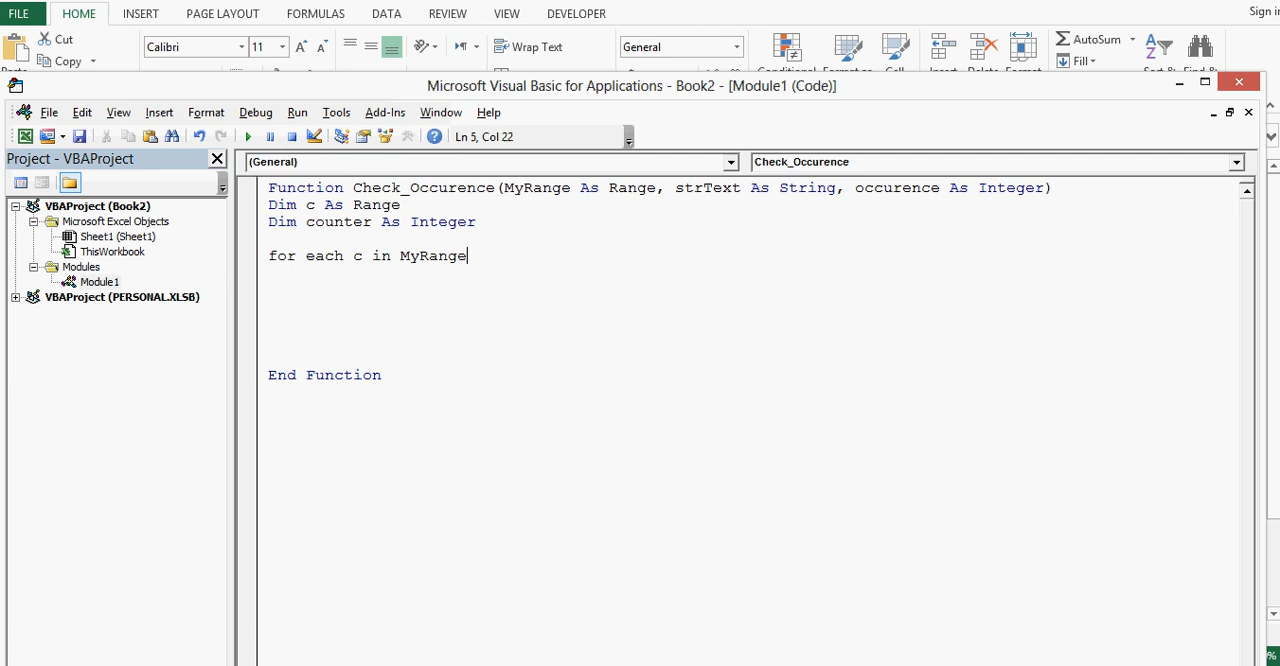 FILE HOME INSERT PAGE LAYOUT FORMULAS DATA REVIEW VIEW DEVELOPER Sign in
Cut Calibri 11 Wrap Text General AutoSum
Copy Fill
Microsoft Visual Basic for Applications - Book2 - [Module1 (Code)]
File Edit View Insert Format Debug Run Tools Add-Ins Window Help
Ln 5, Col 22
Project - VBAProject
(General) Check_Occurence
VBAProject (Book2)
Microsoft Excel Objects
Sheet1 (Sheet1)
ThisWorkbook
Modules
Module1
VBAProject (PERSONAL.XLSB)
Function Check_Occurence(MyRange As Range, strText As String, occurence As Integer)
Dim c As Range
Dim counter As Integer
for each c in MyRange
End Function
%